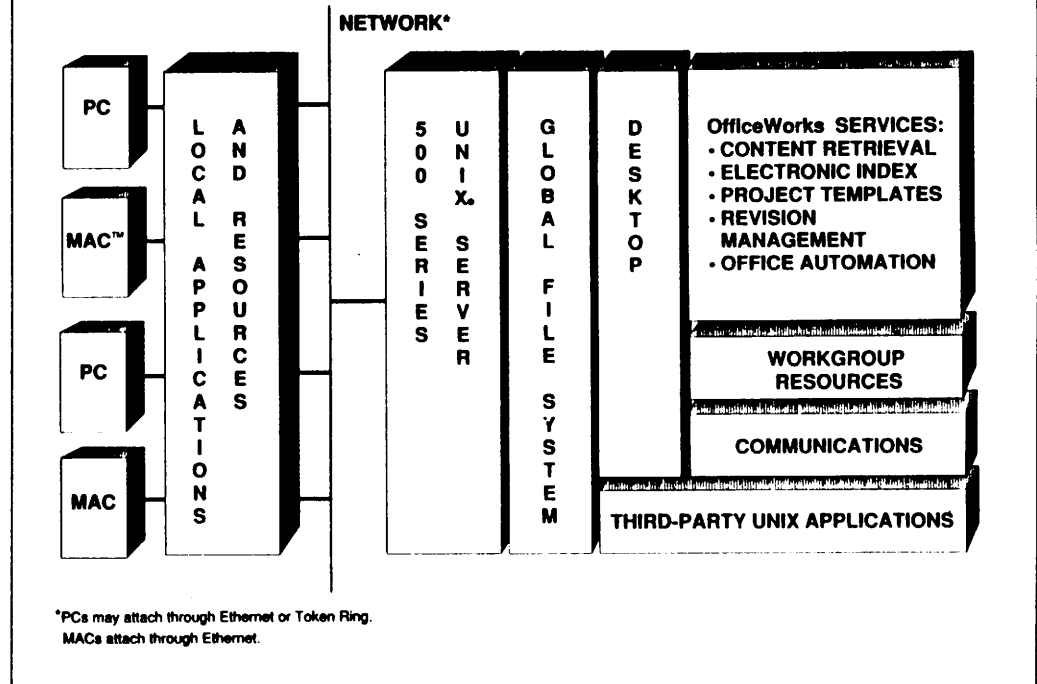 NETWORK*
PC
MAC™
PC
MAC
LOCAL APPLICATIONS
AND RESOURCES
500 SERIES
UNIX® SERVER
GLOBAL FILE SYSTEM
DESKTOP
OfficeWorks SERVICES:
• CONTENT RETRIEVAL
• ELECTRONIC INDEX
• PROJECT TEMPLATES
• REVISION
MANAGEMENT
• OFFICE AUTOMATION
WORKGROUP
RESOURCES
COMMUNICATIONS
THIRD-PARTY UNIX APPLICATIONS
*PCs may attach through Ethernet or Token Ring.
MACs attach through Ethernet.